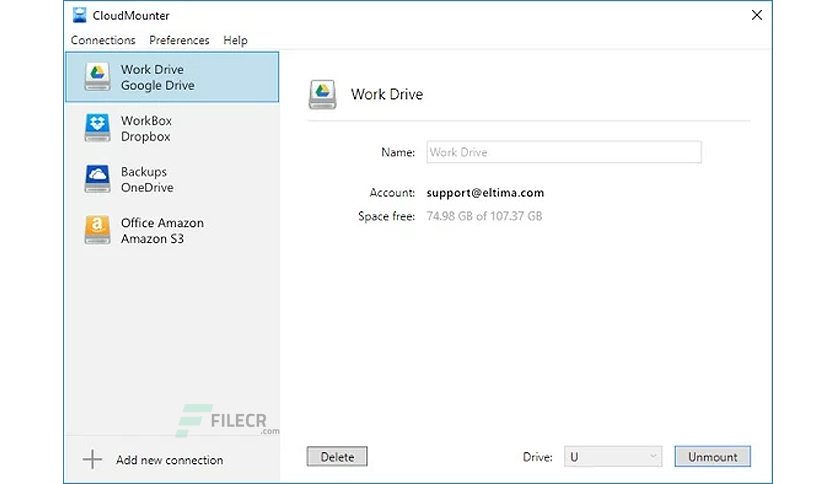 CloudMounter
Connections Preferences Help
Work Drive
Google Drive
WorkBox
Dropbox
Backups
OneDrive
Office Amazon
Amazon S3
FILECR
.com
Add new connection
Work Drive
Name: Work Drive
Account: support@eltima.com
Space free: 74.98 GB of 107.37 GB
Delete
Drive: U
Unmount